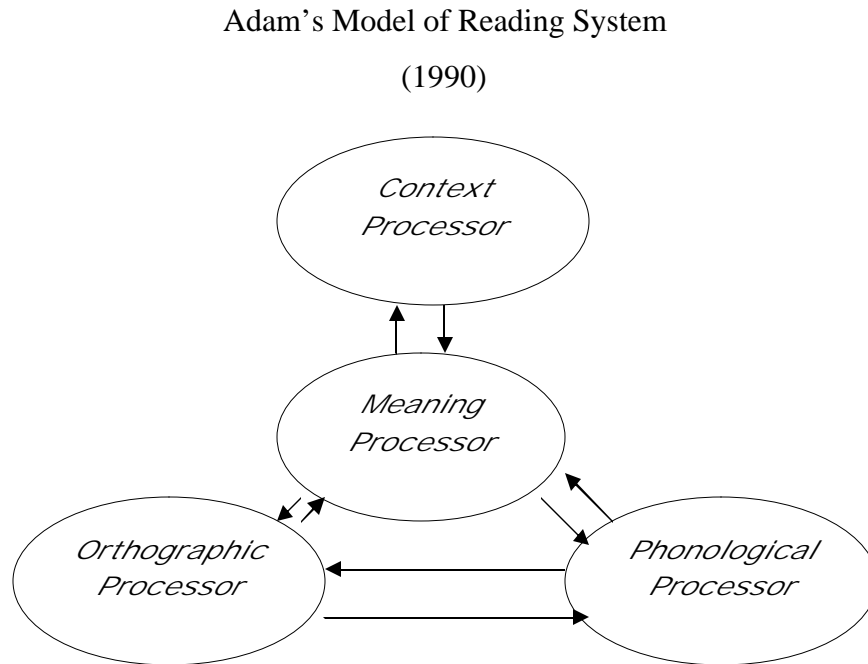 Adam’s Model of Reading System
(1990)
Context
Processor
Meaning
Processor
Orthographic
Processor
Phonological
Processor